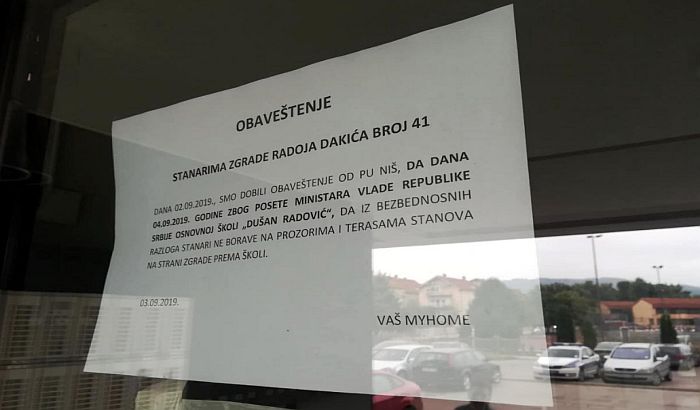 OBAVEŠTENJE
STANARIMA ZGRADE RADOJA DAKIĆA BROJ 41
DANA 02.09.2019., SMO DOBILI OBAVEŠTENJE OD PU NIŠ, DA DANA
04.09.2019. GODINE ZBOG POSETE MINISTARA VLADE REPUBLIKE
SRBIJE OSNOVNOJ ŠKOLI „DUŠAN RADOVIĆ“, DA IZ BEZBEDNOSNIH
RAZLOGA STANARI NE BORAVE NA PROZORIMA I TERASAMA STANOVA
NA STRANI ZGRADE PREMA ŠKOLI.
03.09.2019.
VAŠ MYHOME